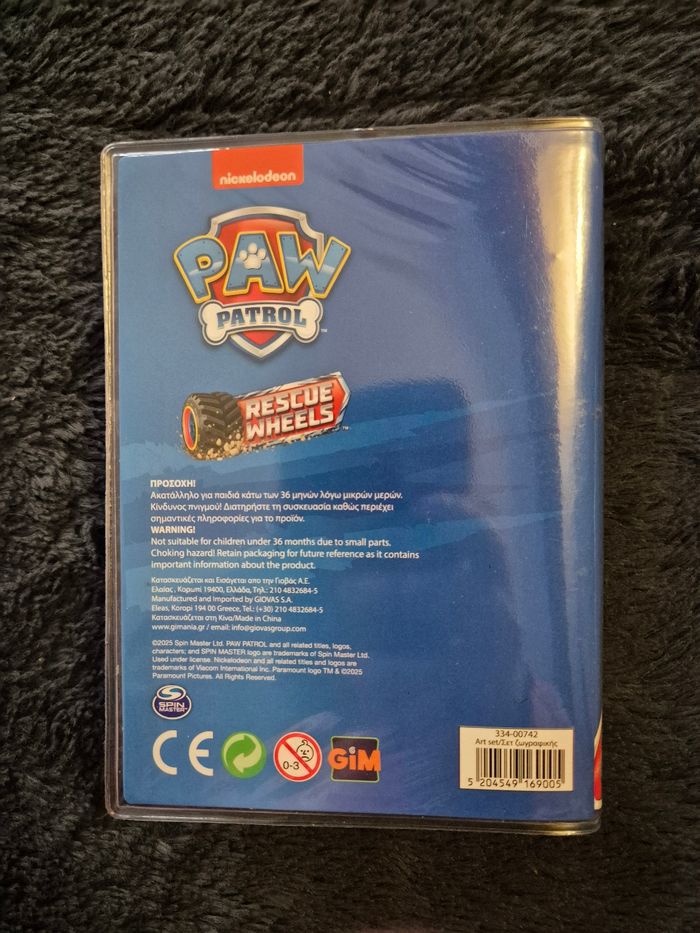 nickelodeon
PAW
PATROL
™
RESCUE
WHEELS
™
ΠΡΟΣΟΧΗ!
Ακατάλληλο για παιδιά κάτω των 36 μηνών λόγω μικρών μερών.
Κίνδυνος πνιγμού! Διατηρήστε τη συσκευασία καθώς περιέχει
σημαντικές πληροφορίες για το προϊόν.
WARNING!
Not suitable for children under 36 months due to small parts.
Choking hazard! Retain packaging for future reference as it contains
important information about the product.
Κατασκευάζεται και Εισάγεται απο την Γιοβάς Α.Ε.
Ελαίας , Κορωπί 19400, Ελλάδα, Τηλ.: 210 4832684-5
Manufactured and Imported by GIOVAS S.A.
Eleas, Koropi 194 00 Greece, Tel.: (+30) 210 4832684-5
Κατασκευάζεται στη Κίνα/Made in China
www.gimania.gr / email: info@giovasgroup.com
©2025 Spin Master Ltd. PAW PATROL and all related titles, logos,
characters; and SPIN MASTER logo are trademarks of Spin Master Ltd.
Used under license. Nickelodeon and all related titles and logos are
trademarks of Viacom International Inc. Paramount logo TM & ©2025
Paramount Pictures. All Rights Reserved.
SPIN
MASTER™
CE
0-3
GiM
334-00742
Art set/Σετ ζωγραφικής
5 204549 169005